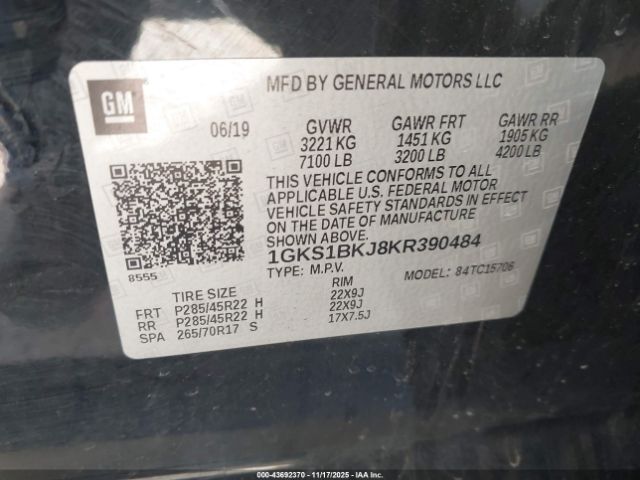 GM
MFD BY GENERAL MOTORS LLC
06/19
GVWR GAWR FRT GAWR RR
3221 KG 1451 KG 1905 KG
7100 LB 3200 LB 4200 LB
THIS VEHICLE CONFORMS TO ALL
APPLICABLE U.S. FEDERAL MOTOR
VEHICLE SAFETY STANDARDS IN EFFECT
ON THE DATE OF MANUFACTURE
SHOWN ABOVE.
1GKS1BKJ8KR390484
8555
TYPE: M.P.V. MODEL: 84TC15706
TIRE SIZE RIM
FRT P285/45R22 H 22X9J
RR P285/45R22 H 22X9J
SPA 265/70R17 S 17X7.5J
OWNER: 43692370 - 11/17/2025 - IAA Holdings, LLC.